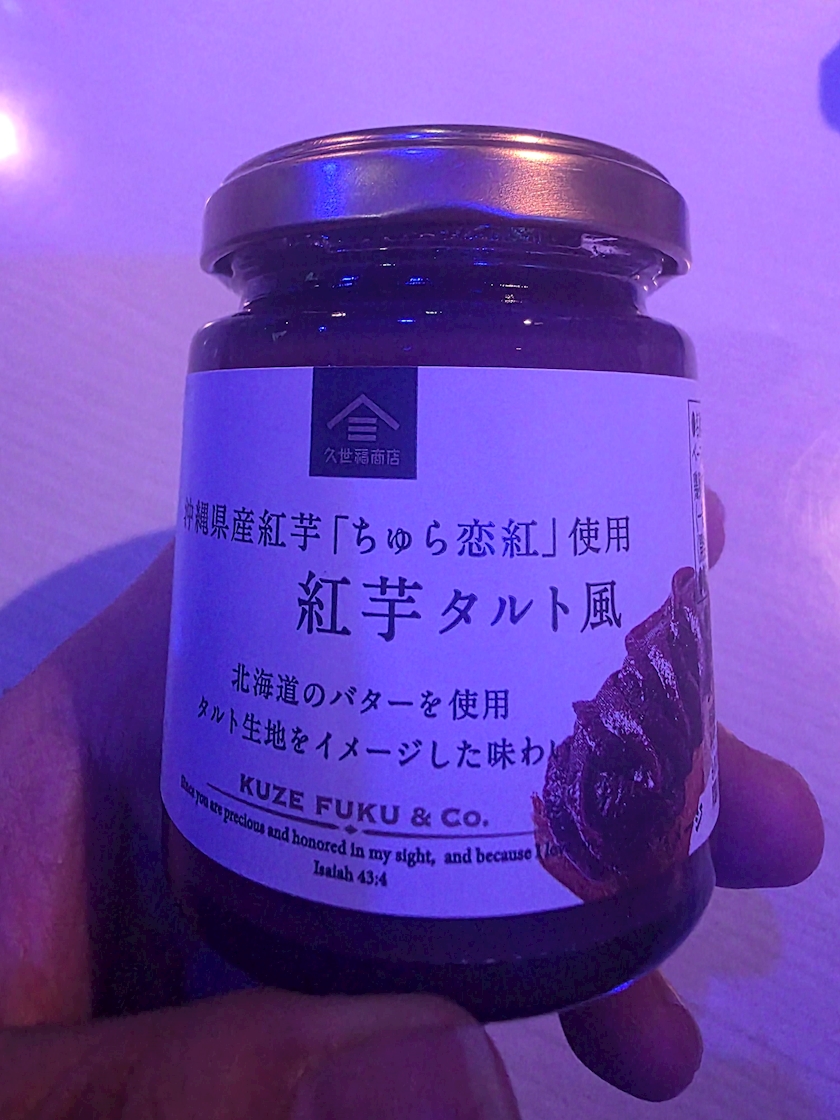 久世福商店
沖縄県産紅芋「ちゅら恋紅」使用
紅芋タルト風
北海道のバターを使用
タルト生地をイメージした味わい
KUZE FUKU & Co.
Since you are precious and honored in my sight, and because I love
Isaiah 43:4